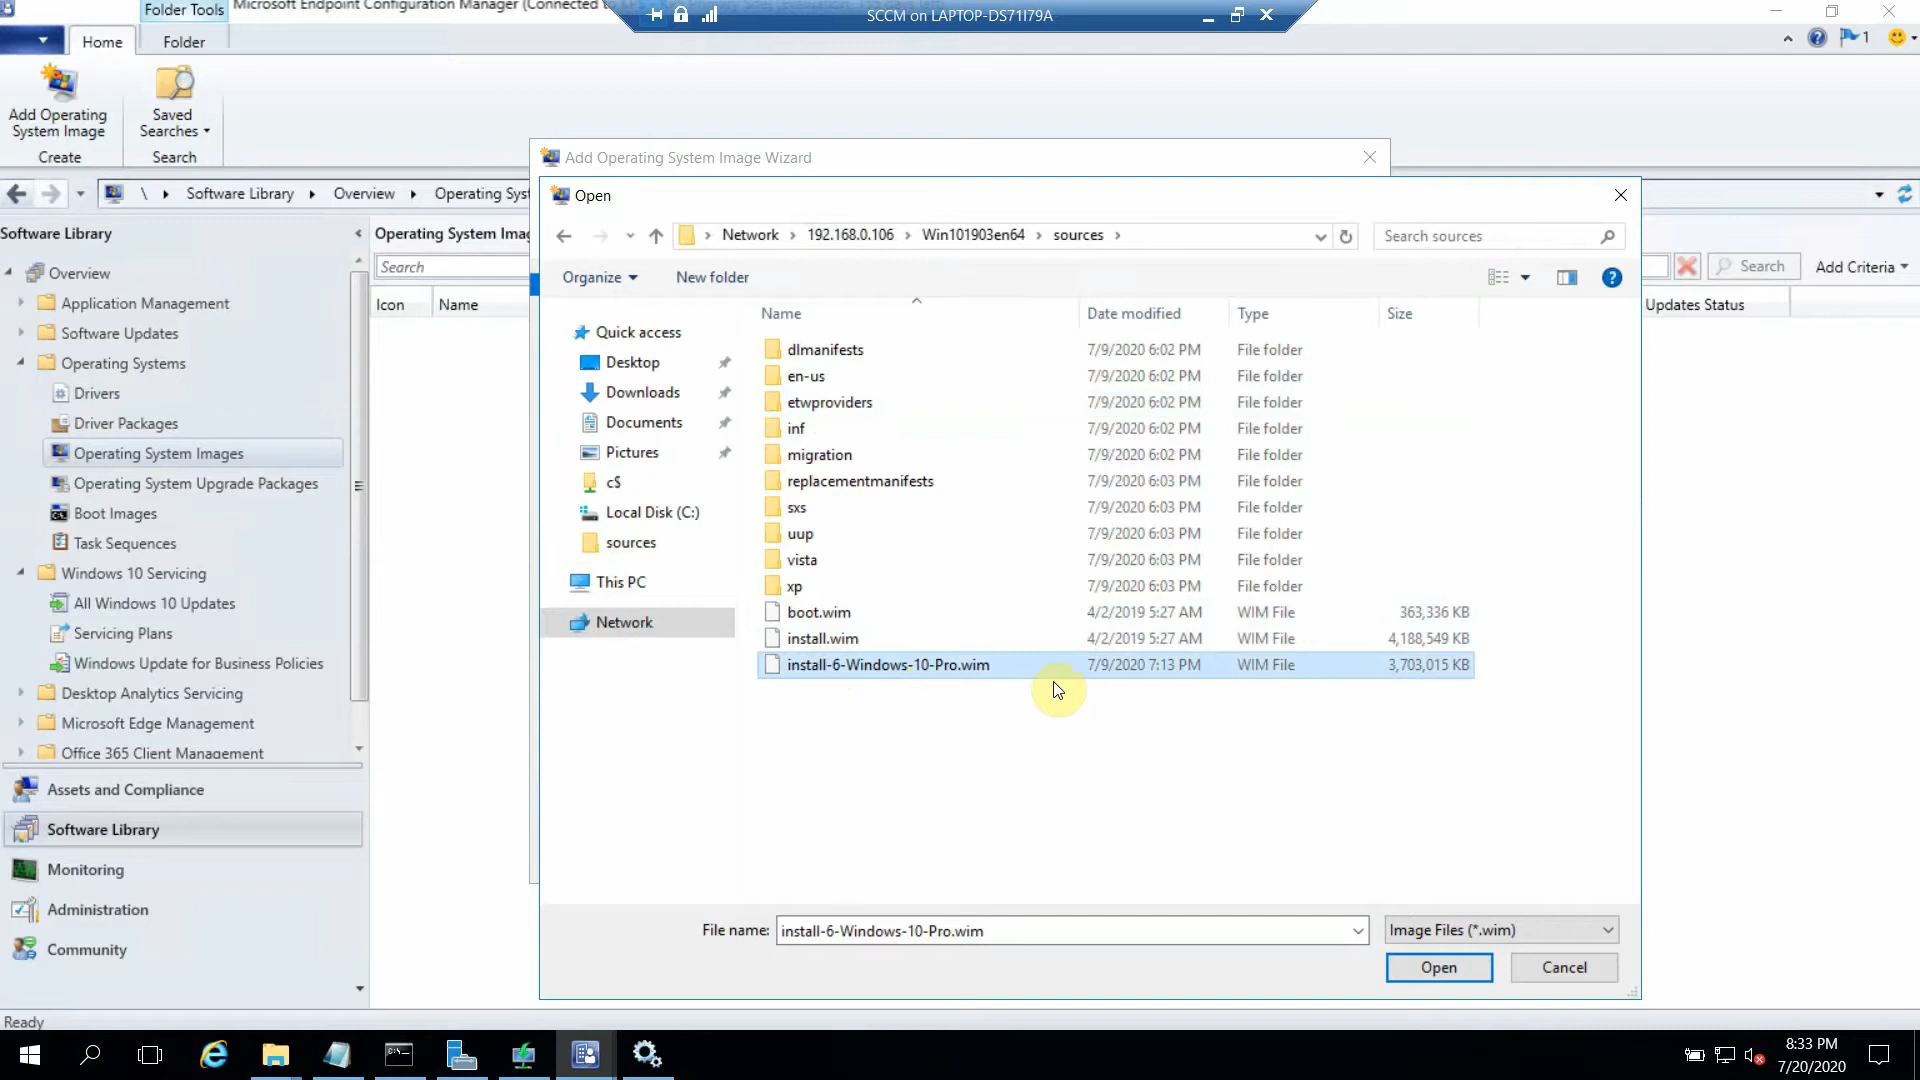 Folder Tools
Microsoft Endpoint Configuration Manager (Connected to
SCCM on LAPTOP-DS71I79A
Home
Folder
1
Add Operating
System Image
Saved
Searches
Create
Search
\
Software Library
Overview
Operating Syst
Software Library
Overview
Application Management
Software Updates
Operating Systems
Drivers
Driver Packages
Operating System Images
Operating System Upgrade Packages
Boot Images
Task Sequences
Windows 10 Servicing
All Windows 10 Updates
Servicing Plans
Windows Update for Business Policies
Desktop Analytics Servicing
Microsoft Edge Management
Office 365 Client Management
Assets and Compliance
Software Library
Monitoring
Administration
Community
Operating System Imag
Search
Icon
Name
Search
Add Criteria
Updates Status
Add Operating System Image Wizard
Open
Network
192.168.0.106
Win101903en64
sources
Search sources
Organize
New folder
Quick access
Desktop
Downloads
Documents
Pictures
c$
Local Disk (C:)
sources
This PC
Network
Name Date modified Type Size
dlmanifests 7/9/2020 6:02 PM File folder
en-us 7/9/2020 6:02 PM File folder
etwproviders 7/9/2020 6:02 PM File folder
inf 7/9/2020 6:02 PM File folder
migration 7/9/2020 6:02 PM File folder
replacementmanifests 7/9/2020 6:03 PM File folder
sxs 7/9/2020 6:03 PM File folder
uup 7/9/2020 6:03 PM File folder
vista 7/9/2020 6:03 PM File folder
xp 7/9/2020 6:03 PM File folder
boot.wim 4/2/2019 5:27 AM WIM File 363,336 KB
install.wim 4/2/2019 5:27 AM WIM File 4,188,549 KB
install-6-Windows-10-Pro.wim 7/9/2020 7:13 PM WIM File 3,703,015 KB
File name: install-6-Windows-10-Pro.wim
Image Files (*.wim)
Open
Cancel
Ready
8:33 PM
7/20/2020